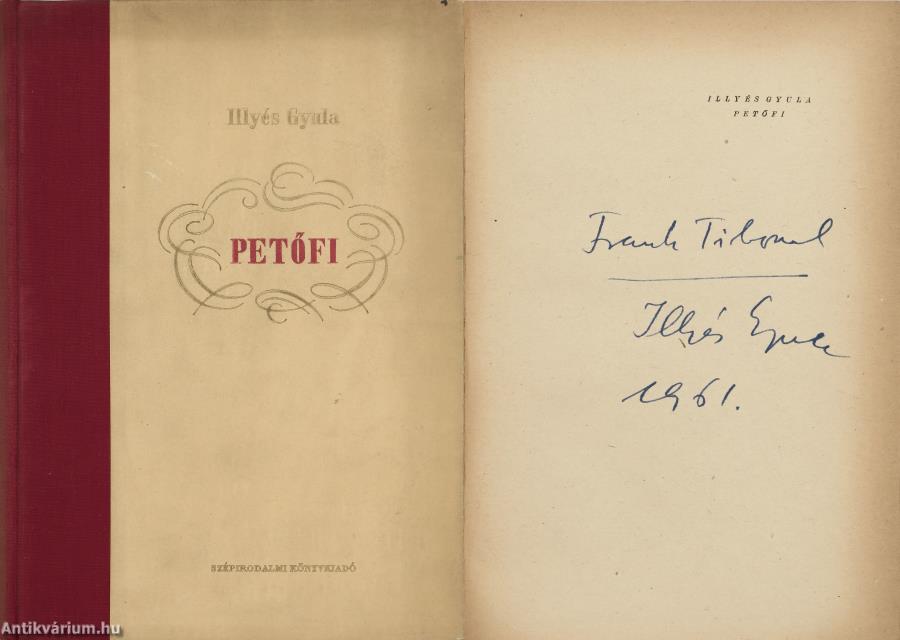 Illyés Gyula
PETŐFI
SZÉPIRODALMI KÖNYVKIADÓ
ILLYÉS GYULA
PETŐFI
Frank Tibornak
Illyés Gyula
1961.
Antikvárium.hu